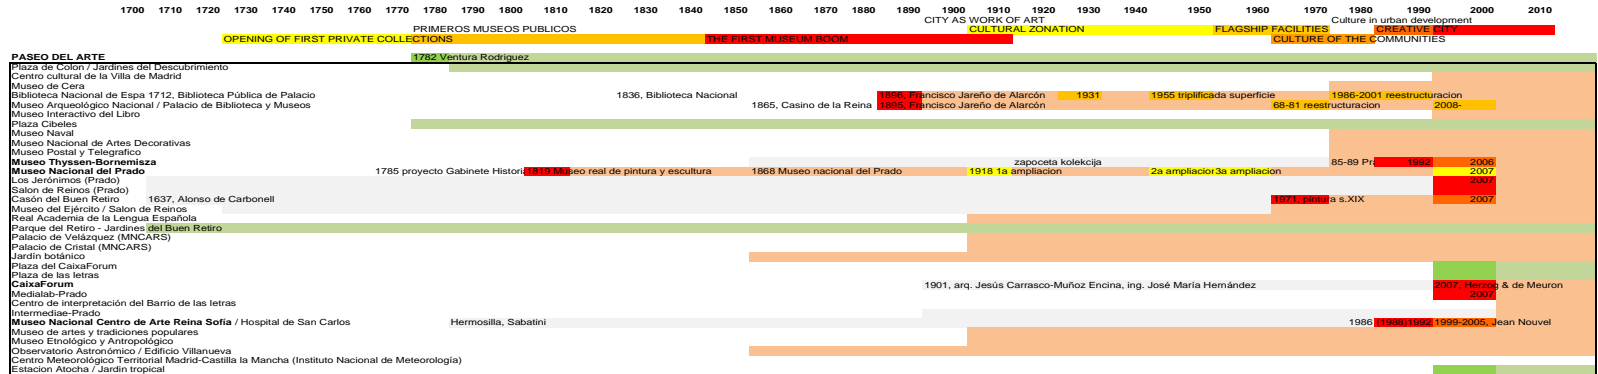 1700 1710 1720 1730 1740 1750 1760 1770 1780 1790 1800 1810 1820 1830 1840 1850 1860 1870 1880 1890 1900 1910 1920 1930 1940 1950 1960 1970 1980 1990 2000 2010
CITY AS WORK OF ART Culture in urban development
PRIMEROS MUSEOS PUBLICOS CULTURAL ZONATION FLAGSHIP FACILITIES CREATIVE CITY
OPENING OF FIRST PRIVATE COLLECTIONS THE FIRST MUSEUM BOOM CULTURE OF THE COMMUNITIES
PASEO DEL ARTE 1782 Ventura Rodriguez
Plaza de Colon / Jardines del Descubrimiento
Centro cultural de la Villa de Madrid
Museo de Cera
Biblioteca Nacional de Espa 1712, Biblioteca Pública de Palacio 1836, Biblioteca Nacional 1896, Francisco Jareño de Alarcón 1931 1955 triplificada superficie 1986-2001 reestructuracion
Museo Arqueológico Nacional / Palacio de Biblioteca y Museos 1865, Casino de la Reina 1895, Francisco Jareño de Alarcón 68-81 reestructuracion 2008-
Museo Interactivo del Libro
Plaza Cibeles
Museo Naval
Museo Nacional de Artes Decorativas
Museo Postal y Telegrafico
Museo Thyssen-Bornemisza zapoceta kolekcija 85-89 Pra 1992 2006
Museo Nacional del Prado 1785 proyecto Gabinete Historia 1819 Museo real de pintura y escultura 1868 Museo nacional del Prado 1918 1a ampliacion 2a ampliacion 3a ampliacion 2007
Los Jerónimos (Prado) 2007
Salon de Reinos (Prado)
Casón del Buen Retiro 1637, Alonso de Carbonell 1971, pintura s.XIX 2007
Museo del Ejército / Salon de Reinos
Real Academia de la Lengua Española
Parque del Retiro - Jardines del Buen Retiro
Palacio de Velázquez (MNCARS)
Palacio de Cristal (MNCARS)
Jardín botánico
Plaza del CaixaForum
Plaza de las letras
CaixaForum 1901, arq. Jesús Carrasco-Muñoz Encina, ing. José María Hernández 2007, Herzog & de Meuron
Medialab-Prado 2007
Centro de interpretación del Barrio de las letras
Intermediae-Prado
Museo Nacional Centro de Arte Reina Sofía / Hospital de San Carlos Hermosilla, Sabatini 1986 (1988)1992 1999-2005, Jean Nouvel
Museo de artes y tradiciones populares
Museo Etnológico y Antropológico
Observatorio Astronómico / Edificio Villanueva
Centro Meteorológico Territorial Madrid-Castilla la Mancha (Instituto Nacional de Meteorología)
Estacion Atocha / Jardin tropical